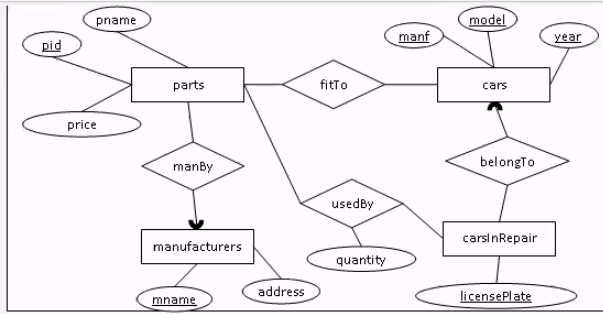 pname
model
pid
manf
year
parts
fitTo
cars
price
manBy
belongTo
usedBy
manufacturers
carsInRepair
quantity
mname
address
licensePlate